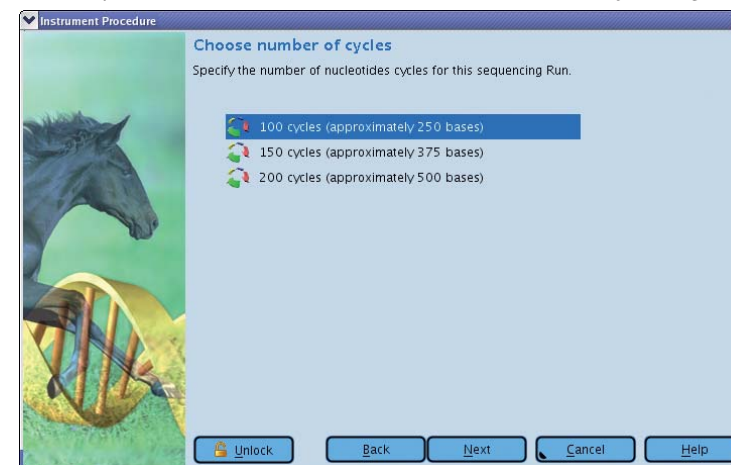 Instrument Procedure
Choose number of cycles
Specify the number of nucleotides cycles for this sequencing Run.
100 cycles (approximately 250 bases)
150 cycles (approximately 375 bases)
200 cycles (approximately 500 bases)
Unlock Back Next Cancel Help